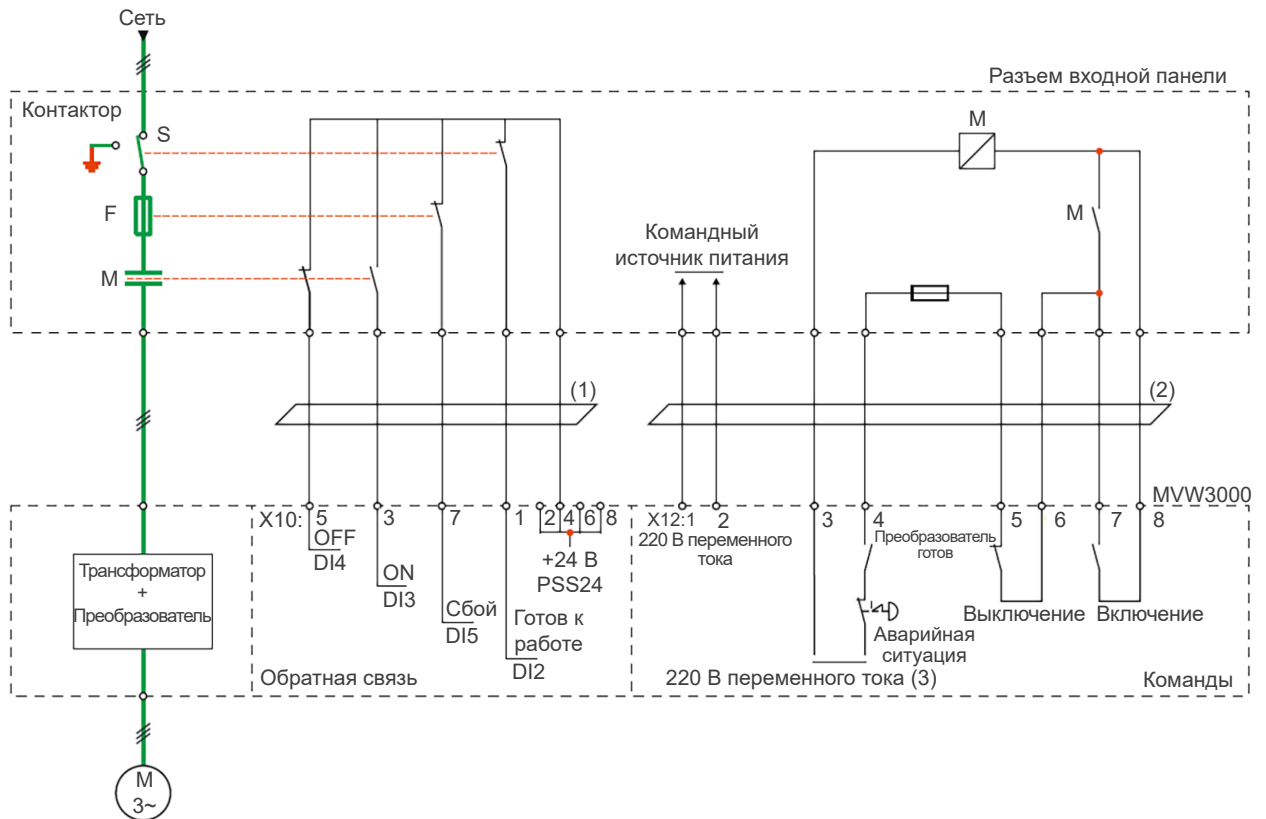 Сеть
Разъем входной панели
Контактор
S
F
M
M
M
Командный
источник питания
(1)
(2)
MVW3000
X10:
5
3
7
1
2
4
6
8
OFF
DI4
ON
DI3
Сбой
DI5
Готов к
работе
DI2
+24 В
PSS24
X12:1
2
3
4
5
6
7
8
220 В переменного
тока
Преобразователь
готов
Аварийная
ситуация
Выключение
Включение
Трансформатор
+
Преобразователь
Обратная связь
220 В переменного тока (3)
Команды
M
3~